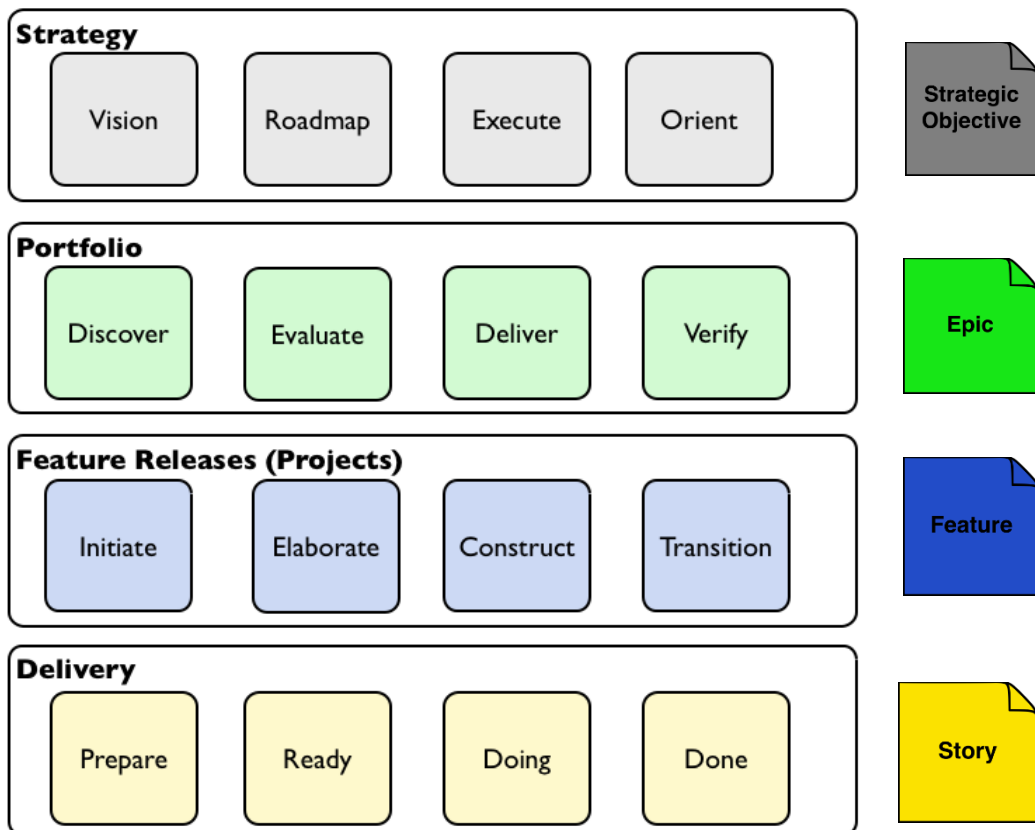 Strategy
Vision
Roadmap
Execute
Orient
Strategic
Objective
Portfolio
Discover
Evaluate
Deliver
Verify
Epic
Feature Releases (Projects)
Initiate
Elaborate
Construct
Transition
Feature
Delivery
Prepare
Ready
Doing
Done
Story